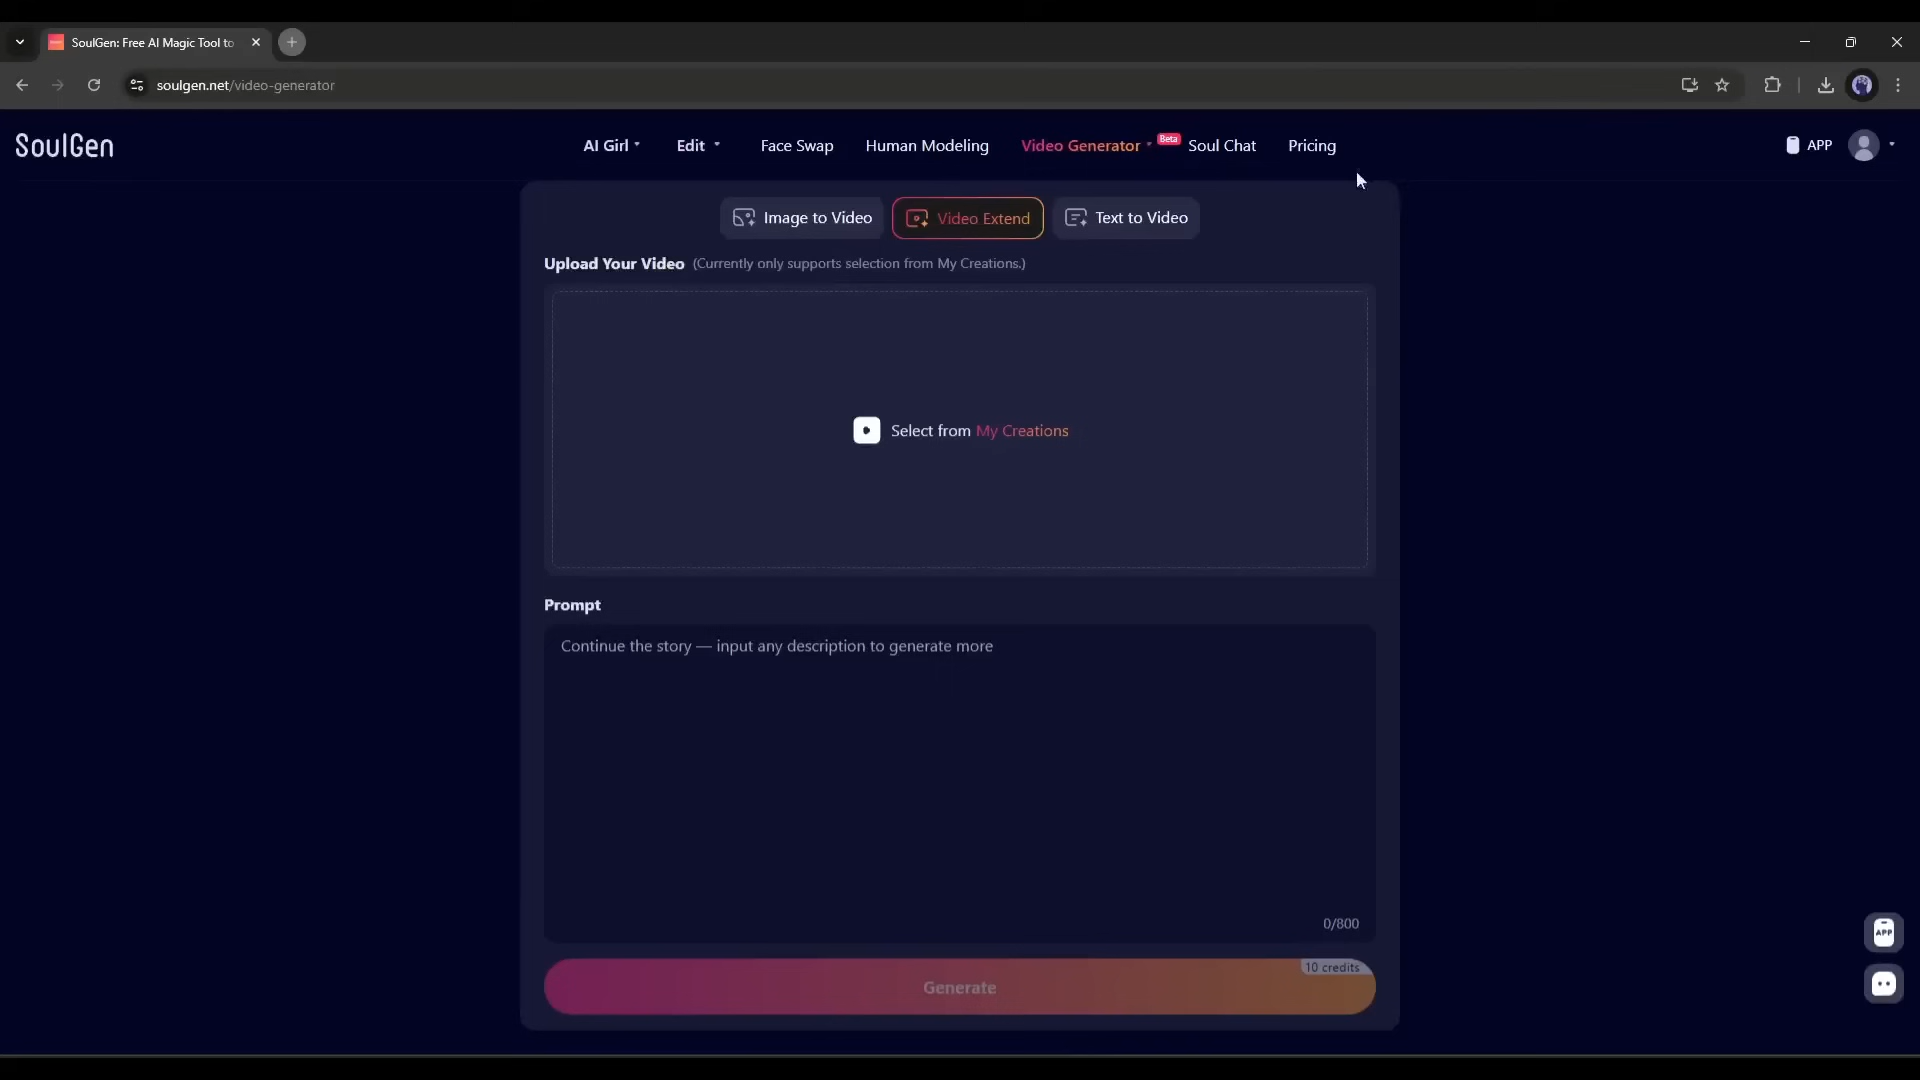 SoulGen: Free AI Magic Tool to
soulgen.net/video-generator
SoulGen
AI Girl
Edit
Face Swap
Human Modeling
Video Generator
Beta
Soul Chat
Pricing
APP
Image to Video
Video Extend
Text to Video
Upload Your Video (Currently only supports selection from My Creations.)
Select from My Creations
Prompt
Continue the story — input any description to generate more
0/800
APP
10 credits
Generate